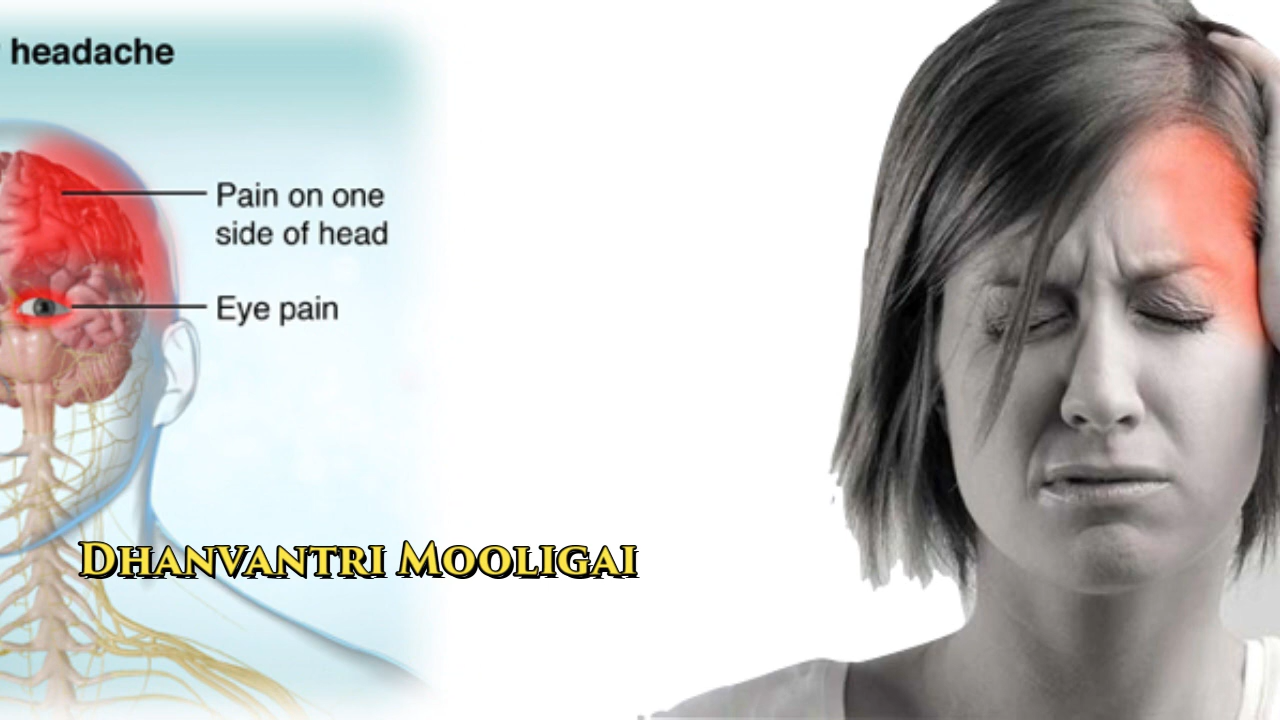 headache
Pain on one
side of head
Eye pain
DHANVANTRI MOOLIGAI